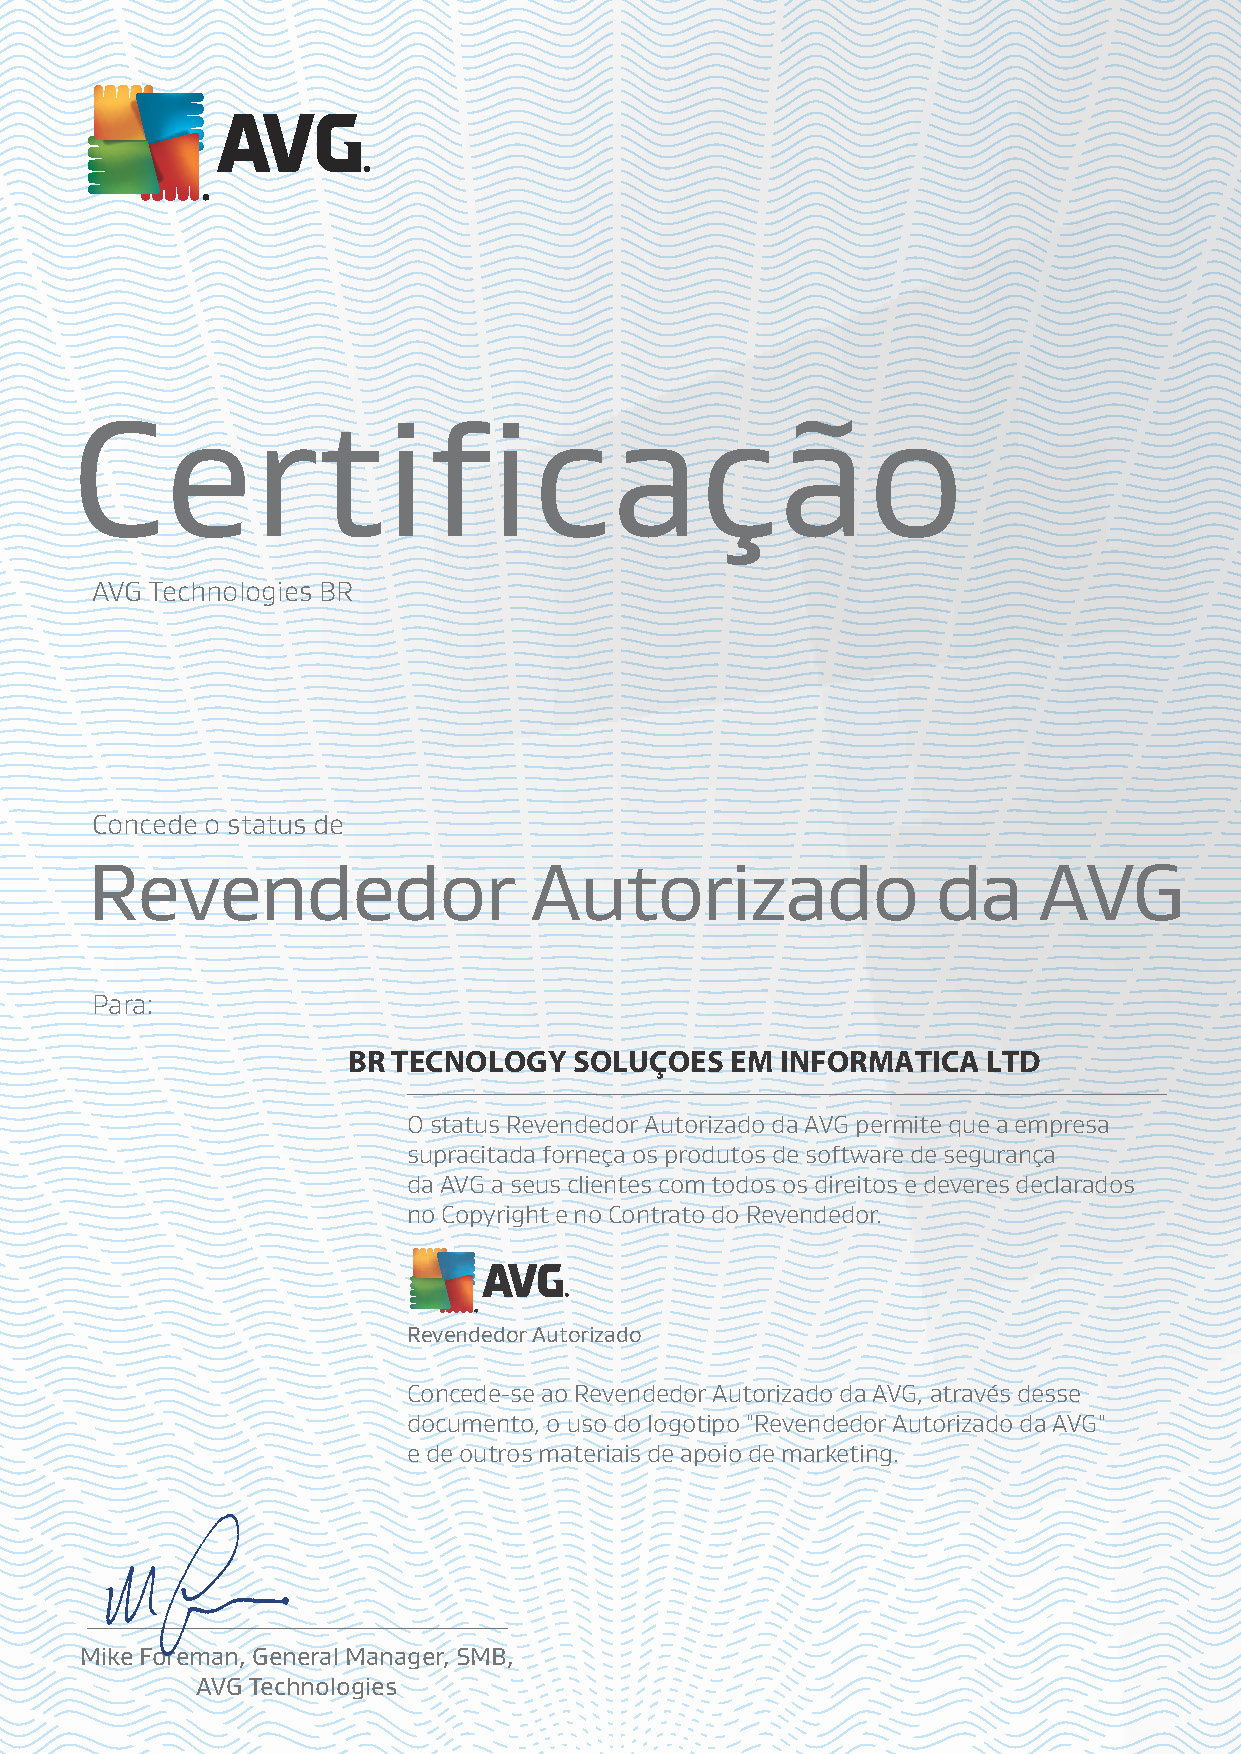 AVG.
Certificação
AVG Technologies BR
Concede o status de
Revendedor Autorizado da AVG
Para:
BR TECNOLOGY SOLUÇOES EM INFORMATICA LTD
O status Revendedor Autorizado da AVG permite que a empresa
supracitada forneça os produtos de software de segurança
da AVG a seus clientes com todos os direitos e deveres declarados
no Copyright e no Contrato do Revendedor.
AVG.
Revendedor Autorizado
Concede-se ao Revendedor Autorizado da AVG, através desse
documento, o uso do logotipo "Revendedor Autorizado da AVG"
e de outros materiais de apoio de marketing.
Mike Foreman, General Manager, SMB,
AVG Technologies